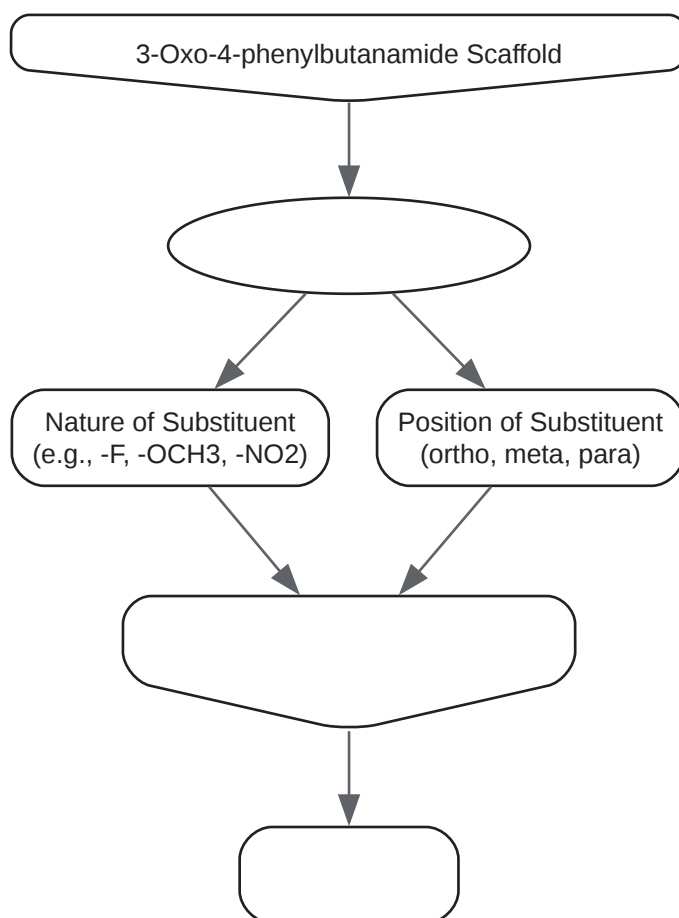 3-Oxo-4-phenylbutanamide Scaffold
Nature of Substituent
(e.g., -F, -OCH3, -NO2)
Position of Substituent
(ortho, meta, para)